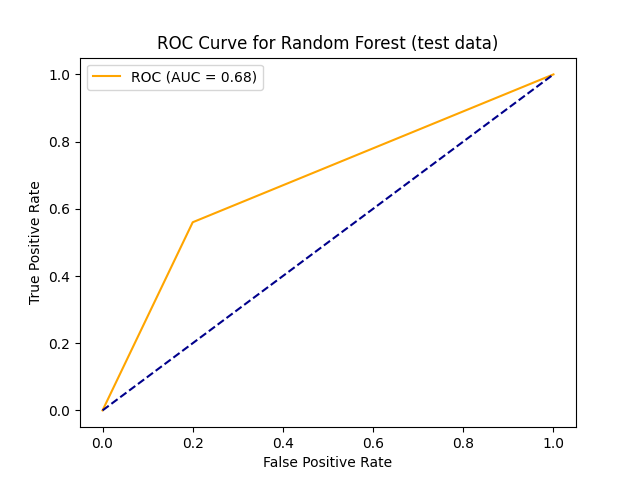 ROC Curve for Random Forest (test data)
ROC (AUC = 0.68)
1.0
0.8
0.6
0.4
0.2
0.0
True Positive Rate
0.0 0.2 0.4 0.6 0.8 1.0
False Positive Rate